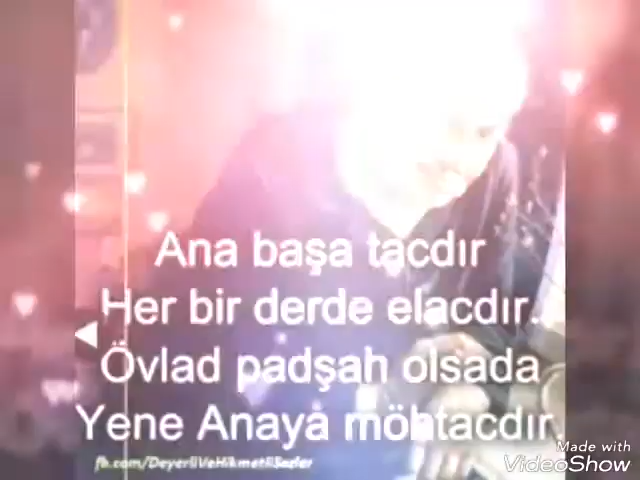 Ana başa tacdır
Her bir derde elacdır.
Övlad padşah olsada
Yene Anaya möhtacdır.
fb.com/DeyerliVeHikmetliSozler
Made with
VideoShow